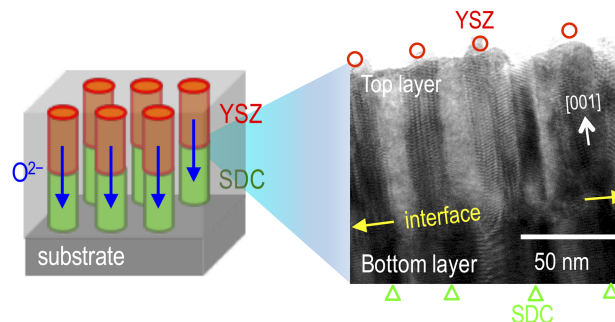 YSZ
SDC
O²⁻
substrate
YSZ
Top layer
[001]
interface
Bottom layer
50 nm
SDC